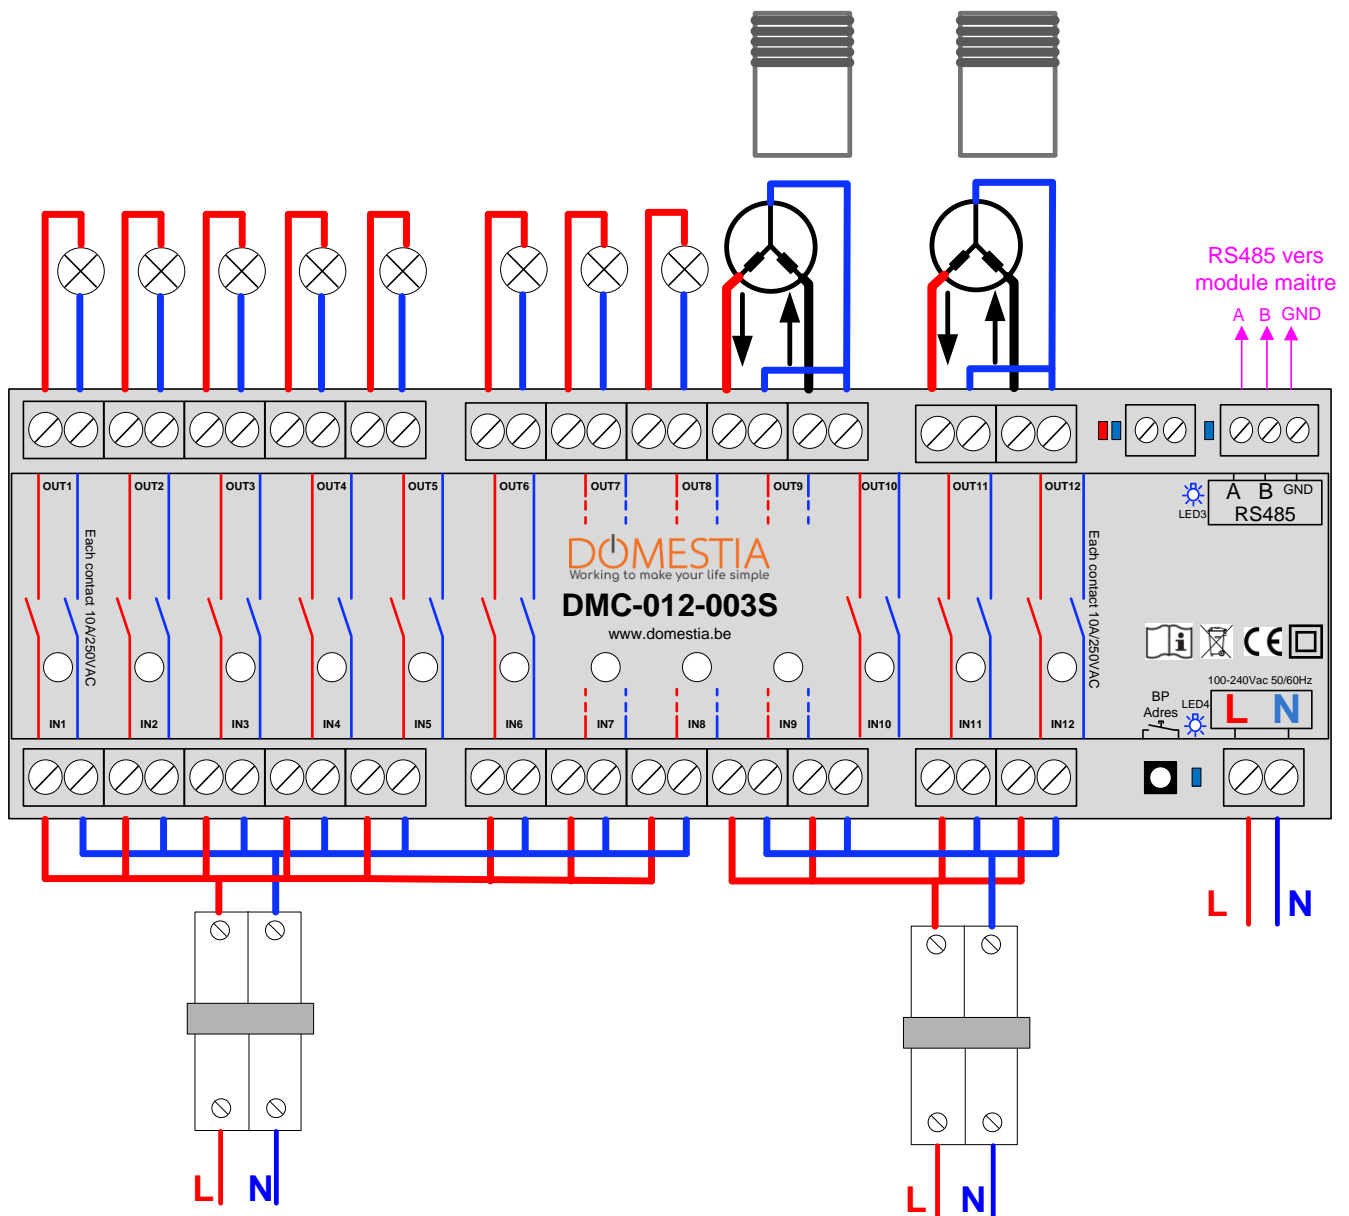 RS485 vers
module maitre
A B GND
OUT1 OUT2 OUT3 OUT4 OUT5 OUT6 OUT7 OUT8 OUT9 OUT10 OUT11 OUT12
A B GND
LED3 RS485
Each contact 10A/250VAC
Each contact 10A/250VAC
DOMESTIA
Working to make your life simple
DMC-012-003S
www.domestia.be
i CE
100-240Vac 50/60Hz
BP
Adres
LED4
L N
IN1 IN2 IN3 IN4 IN5 IN6 IN7 IN8 IN9 IN10 IN11 IN12
L N
L N
L N